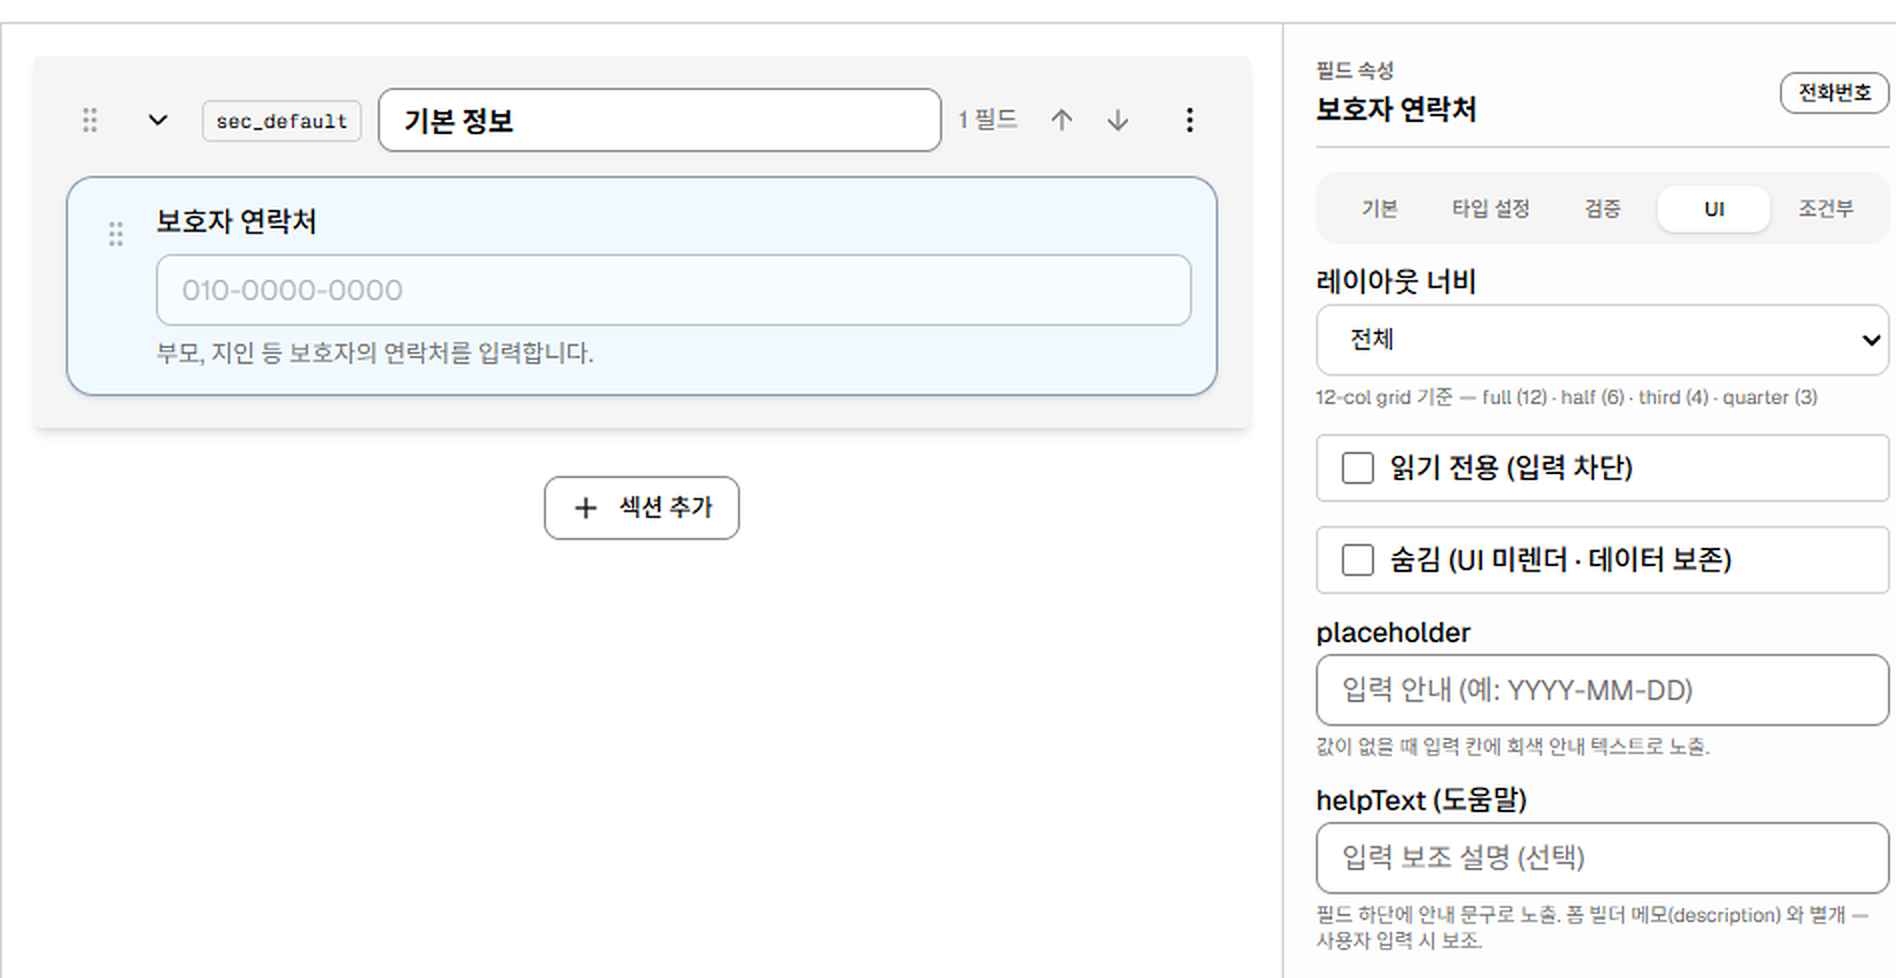 sec_default
기본 정보
1 필드
보호자 연락처
010-0000-0000
부모, 지인 등 보호자의 연락처를 입력합니다.
섹션 추가
필드 속성
보호자 연락처
전화번호
기본
타입 설정
검증
UI
조건부
레이아웃 너비
전체
12-col grid 기준 — full (12) · half (6) · third (4) · quarter (3)
읽기 전용 (입력 차단)
숨김 (UI 미렌더 · 데이터 보존)
placeholder
입력 안내 (예: YYYY-MM-DD)
값이 없을 때 입력 칸에 회색 안내 텍스트로 노출.
helpText (도움말)
입력 보조 설명 (선택)
필드 하단에 안내 문구로 노출. 폼 빌더 메모(description) 와 별개 —
사용자 입력 시 보조.